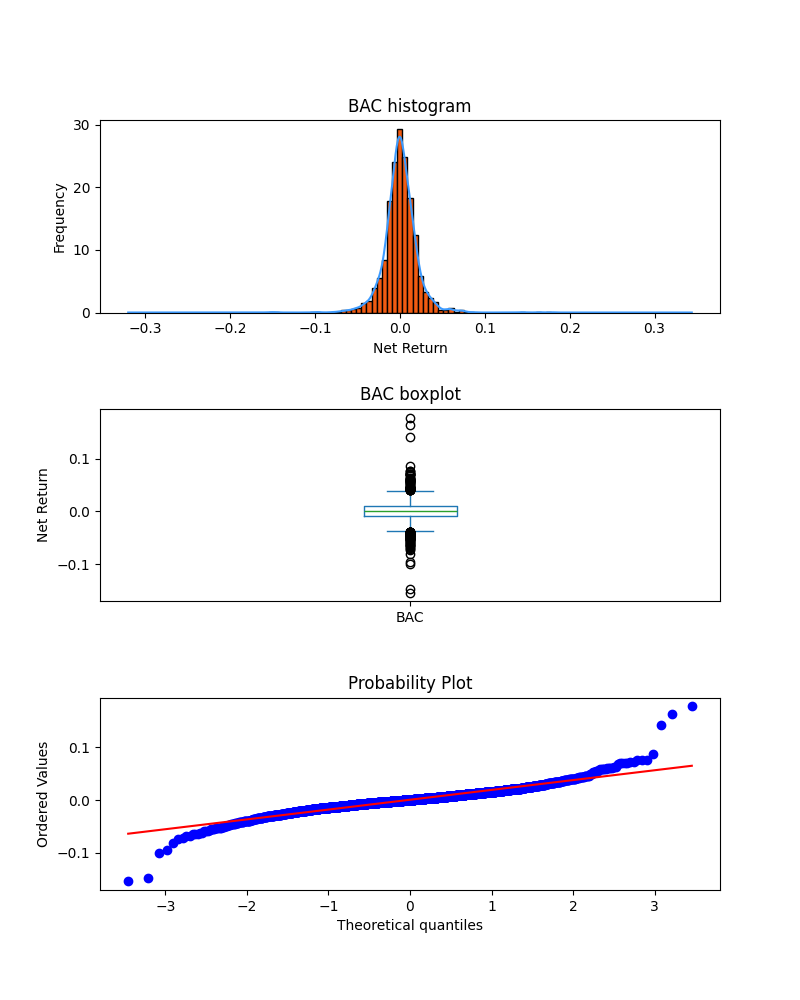 BAC histogram
30
20
10
0
Frequency
−0.3 −0.2 −0.1 0.0 0.1 0.2 0.3
Net Return
BAC boxplot
0.1
0.0
−0.1
Net Return
BAC
Probability Plot
0.1
0.0
−0.1
Ordered Values
−3 −2 −1 0 1 2 3
Theoretical quantiles